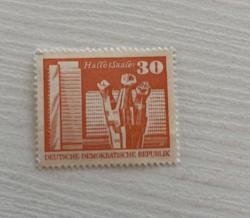 Halle (Saale) 30
DEUTSCHE DEMOKRATISCHE REPUBLIK